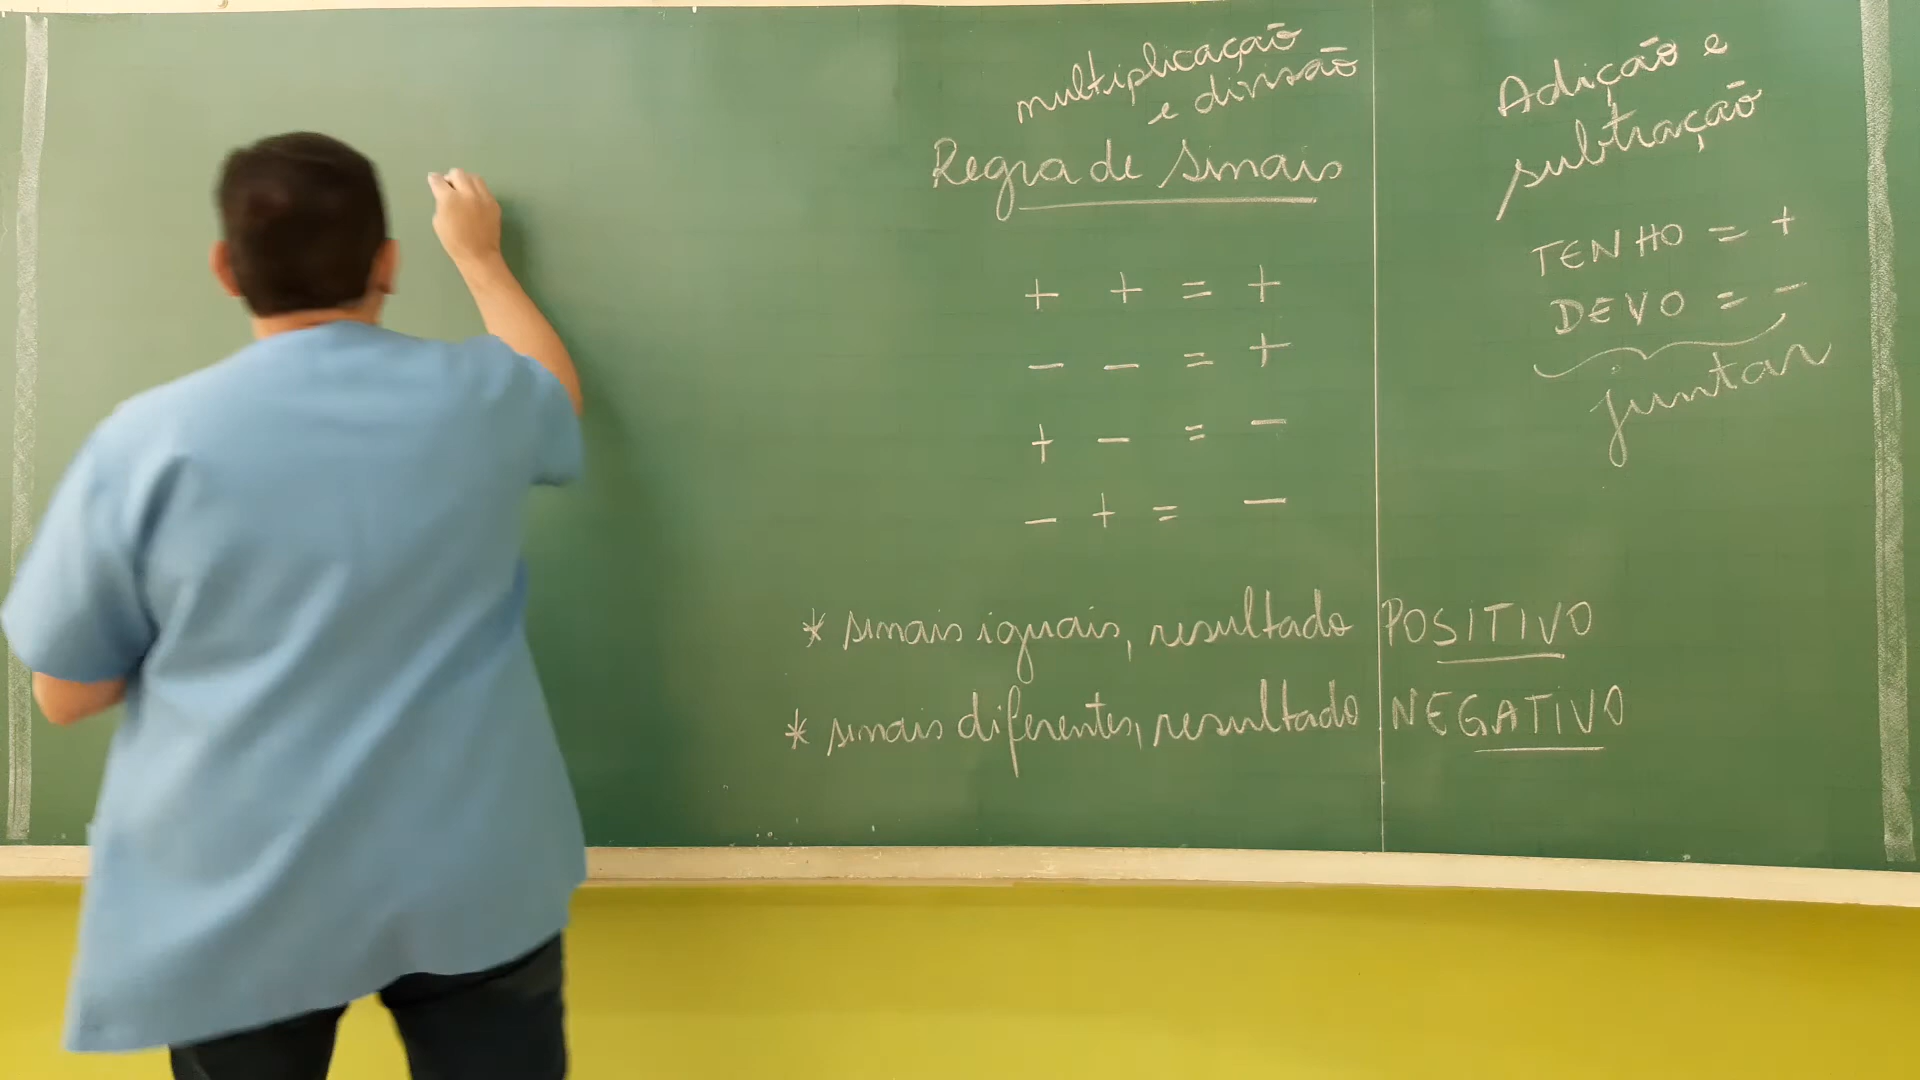 multiplicação
e divisão
Regra de Sinais
+ + = +
- - = +
+ - = -
- + = -
* sinais iguais, resultado POSITIVO
* sinais diferentes, resultado NEGATIVO
Adição e
subtração
TENHO = +
DEVO = -
juntar